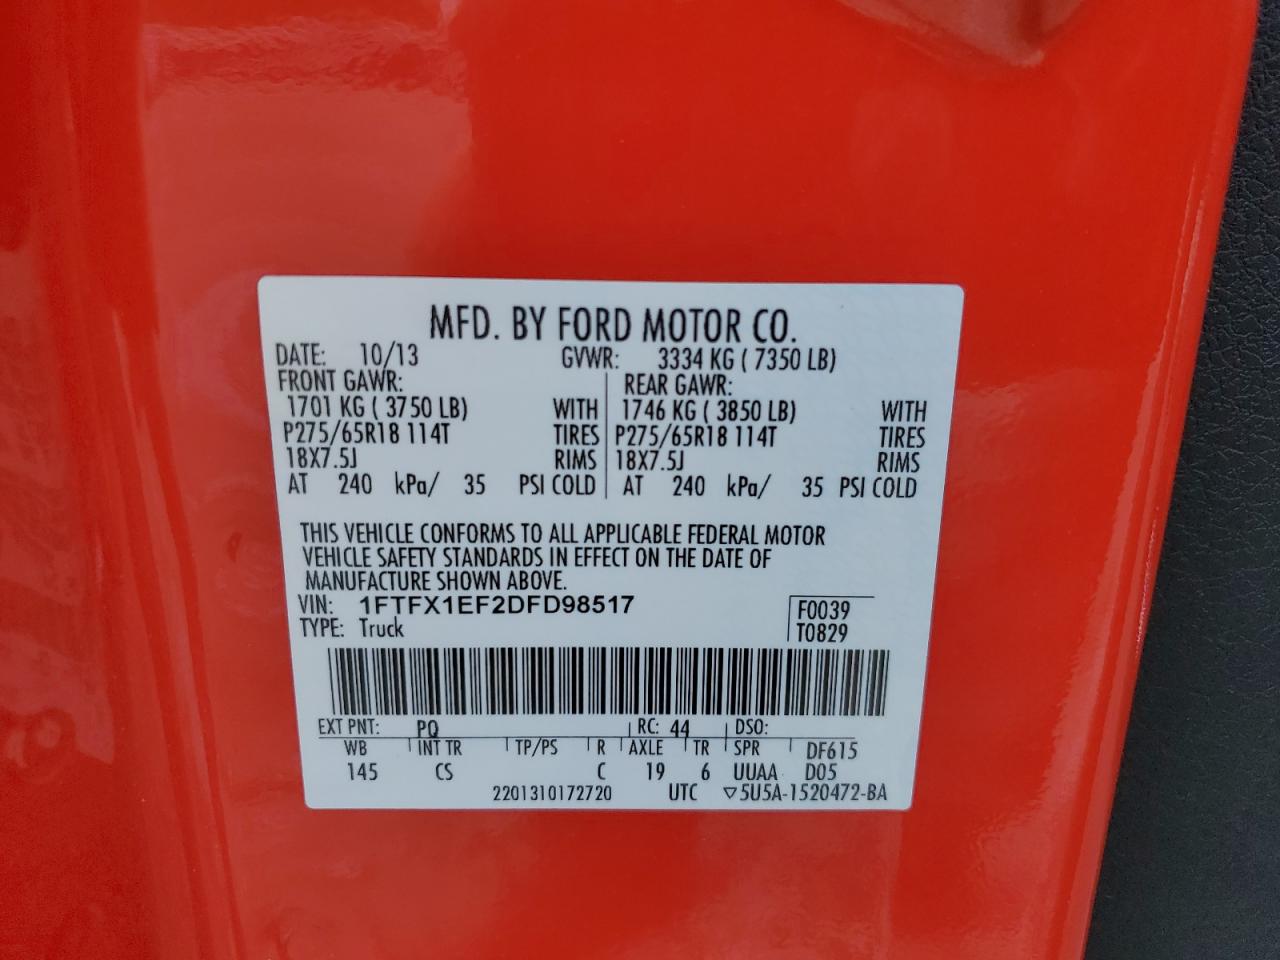 MFD. BY FORD MOTOR CO.
DATE: 10/13 GVWR: 3334 KG ( 7350 LB)
FRONT GAWR: REAR GAWR:
1701 KG ( 3750 LB) WITH 1746 KG ( 3850 LB) WITH
P275/65R18 114T TIRES P275/65R18 114T TIRES
18X7.5J RIMS 18X7.5J RIMS
AT 240 kPa/ 35 PSI COLD AT 240 kPa/ 35 PSI COLD
THIS VEHICLE CONFORMS TO ALL APPLICABLE FEDERAL MOTOR
VEHICLE SAFETY STANDARDS IN EFFECT ON THE DATE OF
MANUFACTURE SHOWN ABOVE.
VIN: 1FTFX1EF2DFD98517 F0039
TYPE: Truck T0829
EXT PNT: PQ RC: 44 DSO:
WB INT TR TP/PS R AXLE TR SPR DF615
145 CS C 19 6 UUAA D05
2201310172720 UTC ▽5U5A-1520472-BA